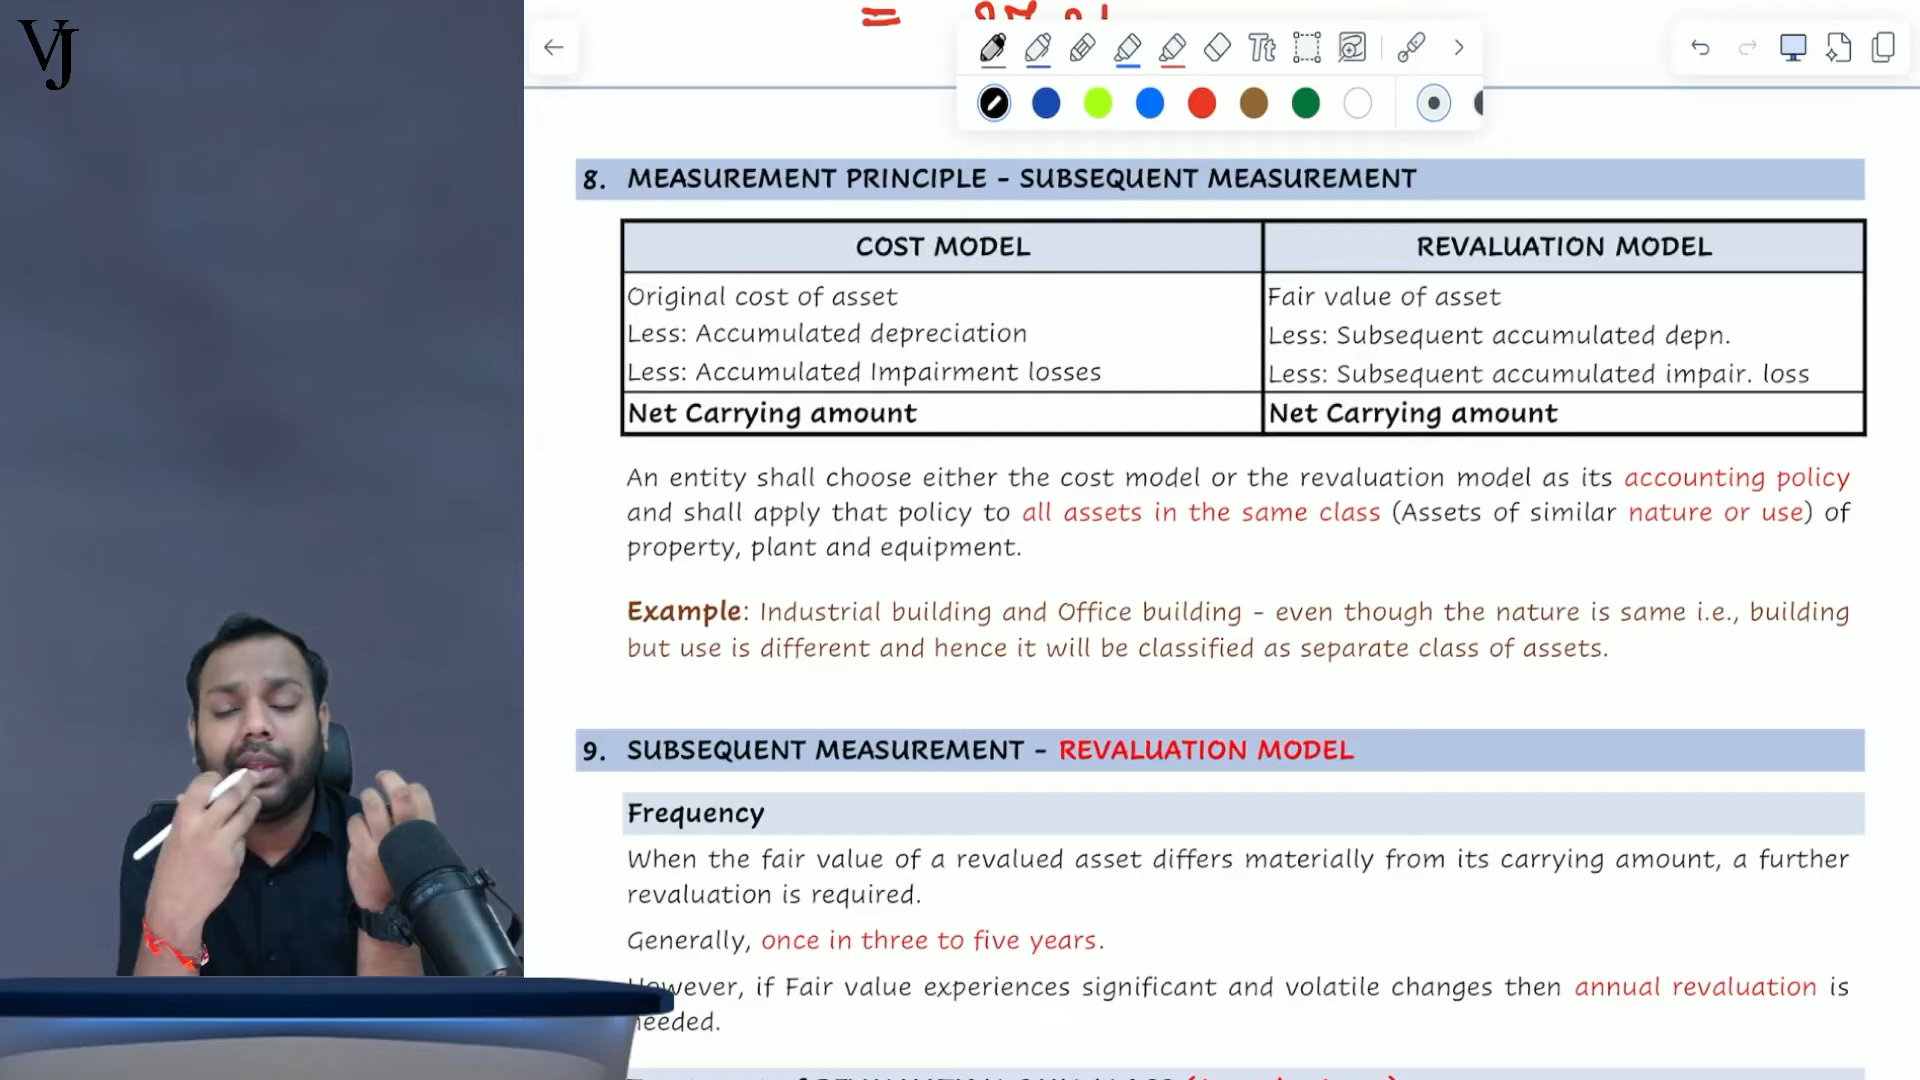 VJ
8. MEASUREMENT PRINCIPLE - SUBSEQUENT MEASUREMENT
COST MODEL
REVALUATION MODEL
Original cost of asset
Less: Accumulated depreciation
Less: Accumulated Impairment losses
Net Carrying amount
Fair value of asset
Less: Subsequent accumulated depn.
Less: Subsequent accumulated impair. loss
Net Carrying amount
An entity shall choose either the cost model or the revaluation model as its accounting policy
and shall apply that policy to all assets in the same class (Assets of similar nature or use) of
property, plant and equipment.
Example: Industrial building and Office building - even though the nature is same i.e., building
but use is different and hence it will be classified as separate class of assets.
9. SUBSEQUENT MEASUREMENT - REVALUATION MODEL
Frequency
When the fair value of a revalued asset differs materially from its carrying amount, a further
revaluation is required.
Generally, once in three to five years.
However, if Fair value experiences significant and volatile changes then annual revaluation is
needed.